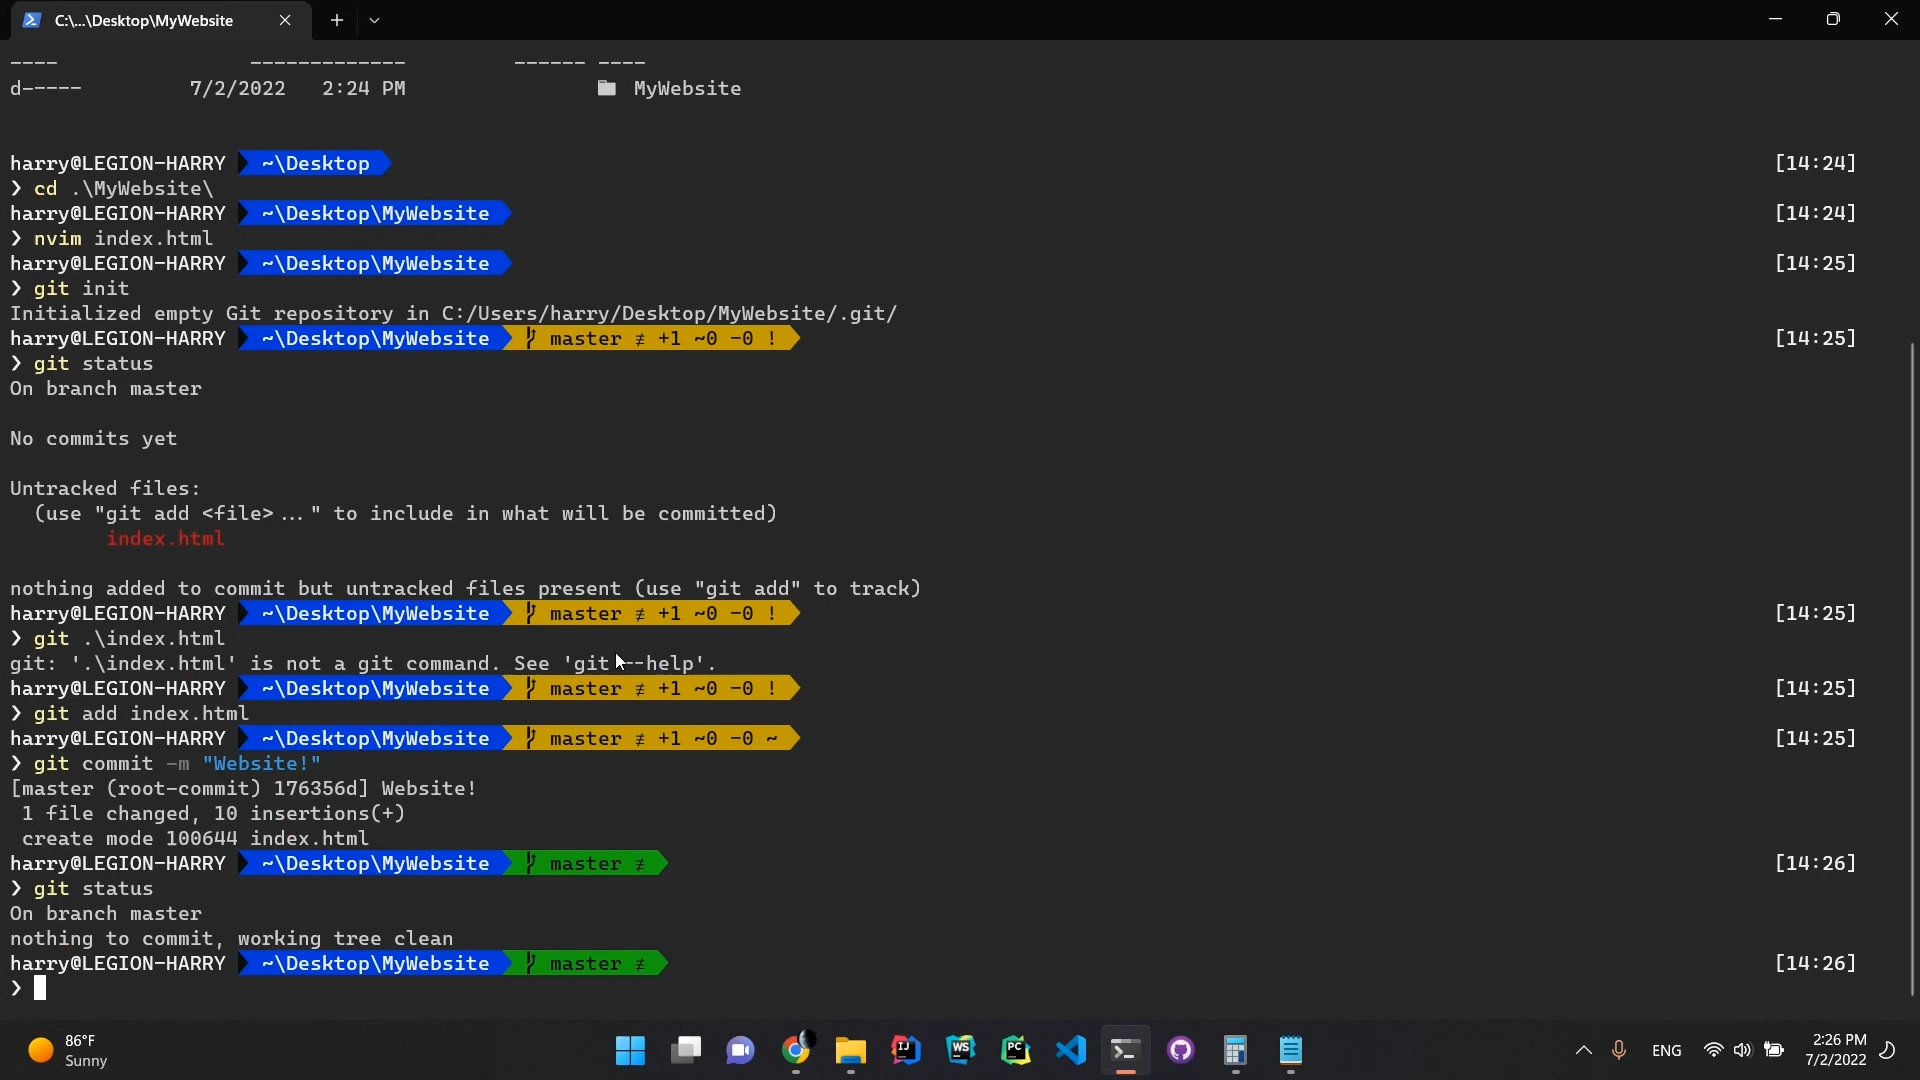 C:\...\Desktop\MyWebsite
---- ------------- ------ ----
d----- 7/2/2022 2:24 PM MyWebsite
harry@LEGION-HARRY ~\Desktop [14:24]
❯ cd .\MyWebsite\
harry@LEGION-HARRY ~\Desktop\MyWebsite [14:24]
❯ nvim index.html
harry@LEGION-HARRY ~\Desktop\MyWebsite [14:25]
❯ git init
Initialized empty Git repository in C:/Users/harry/Desktop/MyWebsite/.git/
harry@LEGION-HARRY ~\Desktop\MyWebsite master ≢ +1 ~0 -0 ! [14:25]
❯ git status
On branch master
No commits yet
Untracked files:
(use "git add <file>..." to include in what will be committed)
index.html
nothing added to commit but untracked files present (use "git add" to track)
harry@LEGION-HARRY ~\Desktop\MyWebsite master ≢ +1 ~0 -0 ! [14:25]
❯ git .\index.html
git: '.\index.html' is not a git command. See 'git --help'.
harry@LEGION-HARRY ~\Desktop\MyWebsite master ≢ +1 ~0 -0 ! [14:25]
❯ git add index.html
harry@LEGION-HARRY ~\Desktop\MyWebsite master ≢ +1 ~0 -0 ~ [14:25]
❯ git commit -m "Website!"
[master (root-commit) 176356d] Website!
1 file changed, 10 insertions(+)
create mode 100644 index.html
harry@LEGION-HARRY ~\Desktop\MyWebsite master ≢ [14:26]
❯ git status
On branch master
nothing to commit, working tree clean
harry@LEGION-HARRY ~\Desktop\MyWebsite master ≢ [14:26]
❯
86°F
Sunny
IJ WS PC
ENG
2:26 PM
7/2/2022